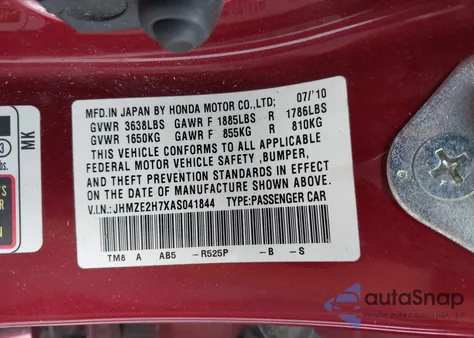 MFD.IN JAPAN BY HONDA MOTOR CO.,LTD; 07/'10
GVWR 3638LBS GAWR F 1885LBS R 1786LBS
GVWR 1650KG GAWR F 855KG R 810KG
THIS VEHICLE CONFORMS TO ALL APPLICABLE
FEDERAL MOTOR VEHICLE SAFETY ,BUMPER,
AND THEFT PREVENTION STANDARDS IN EFFECT
ON THE DATE OF MANUFACTURE SHOWN ABOVE.
V.I.N.: JHMZE2H7XAS041844 TYPE:PASSENGER CAR
TM8 A AB5 -R525P -B -S
MK
3
lbs.
autoSnap